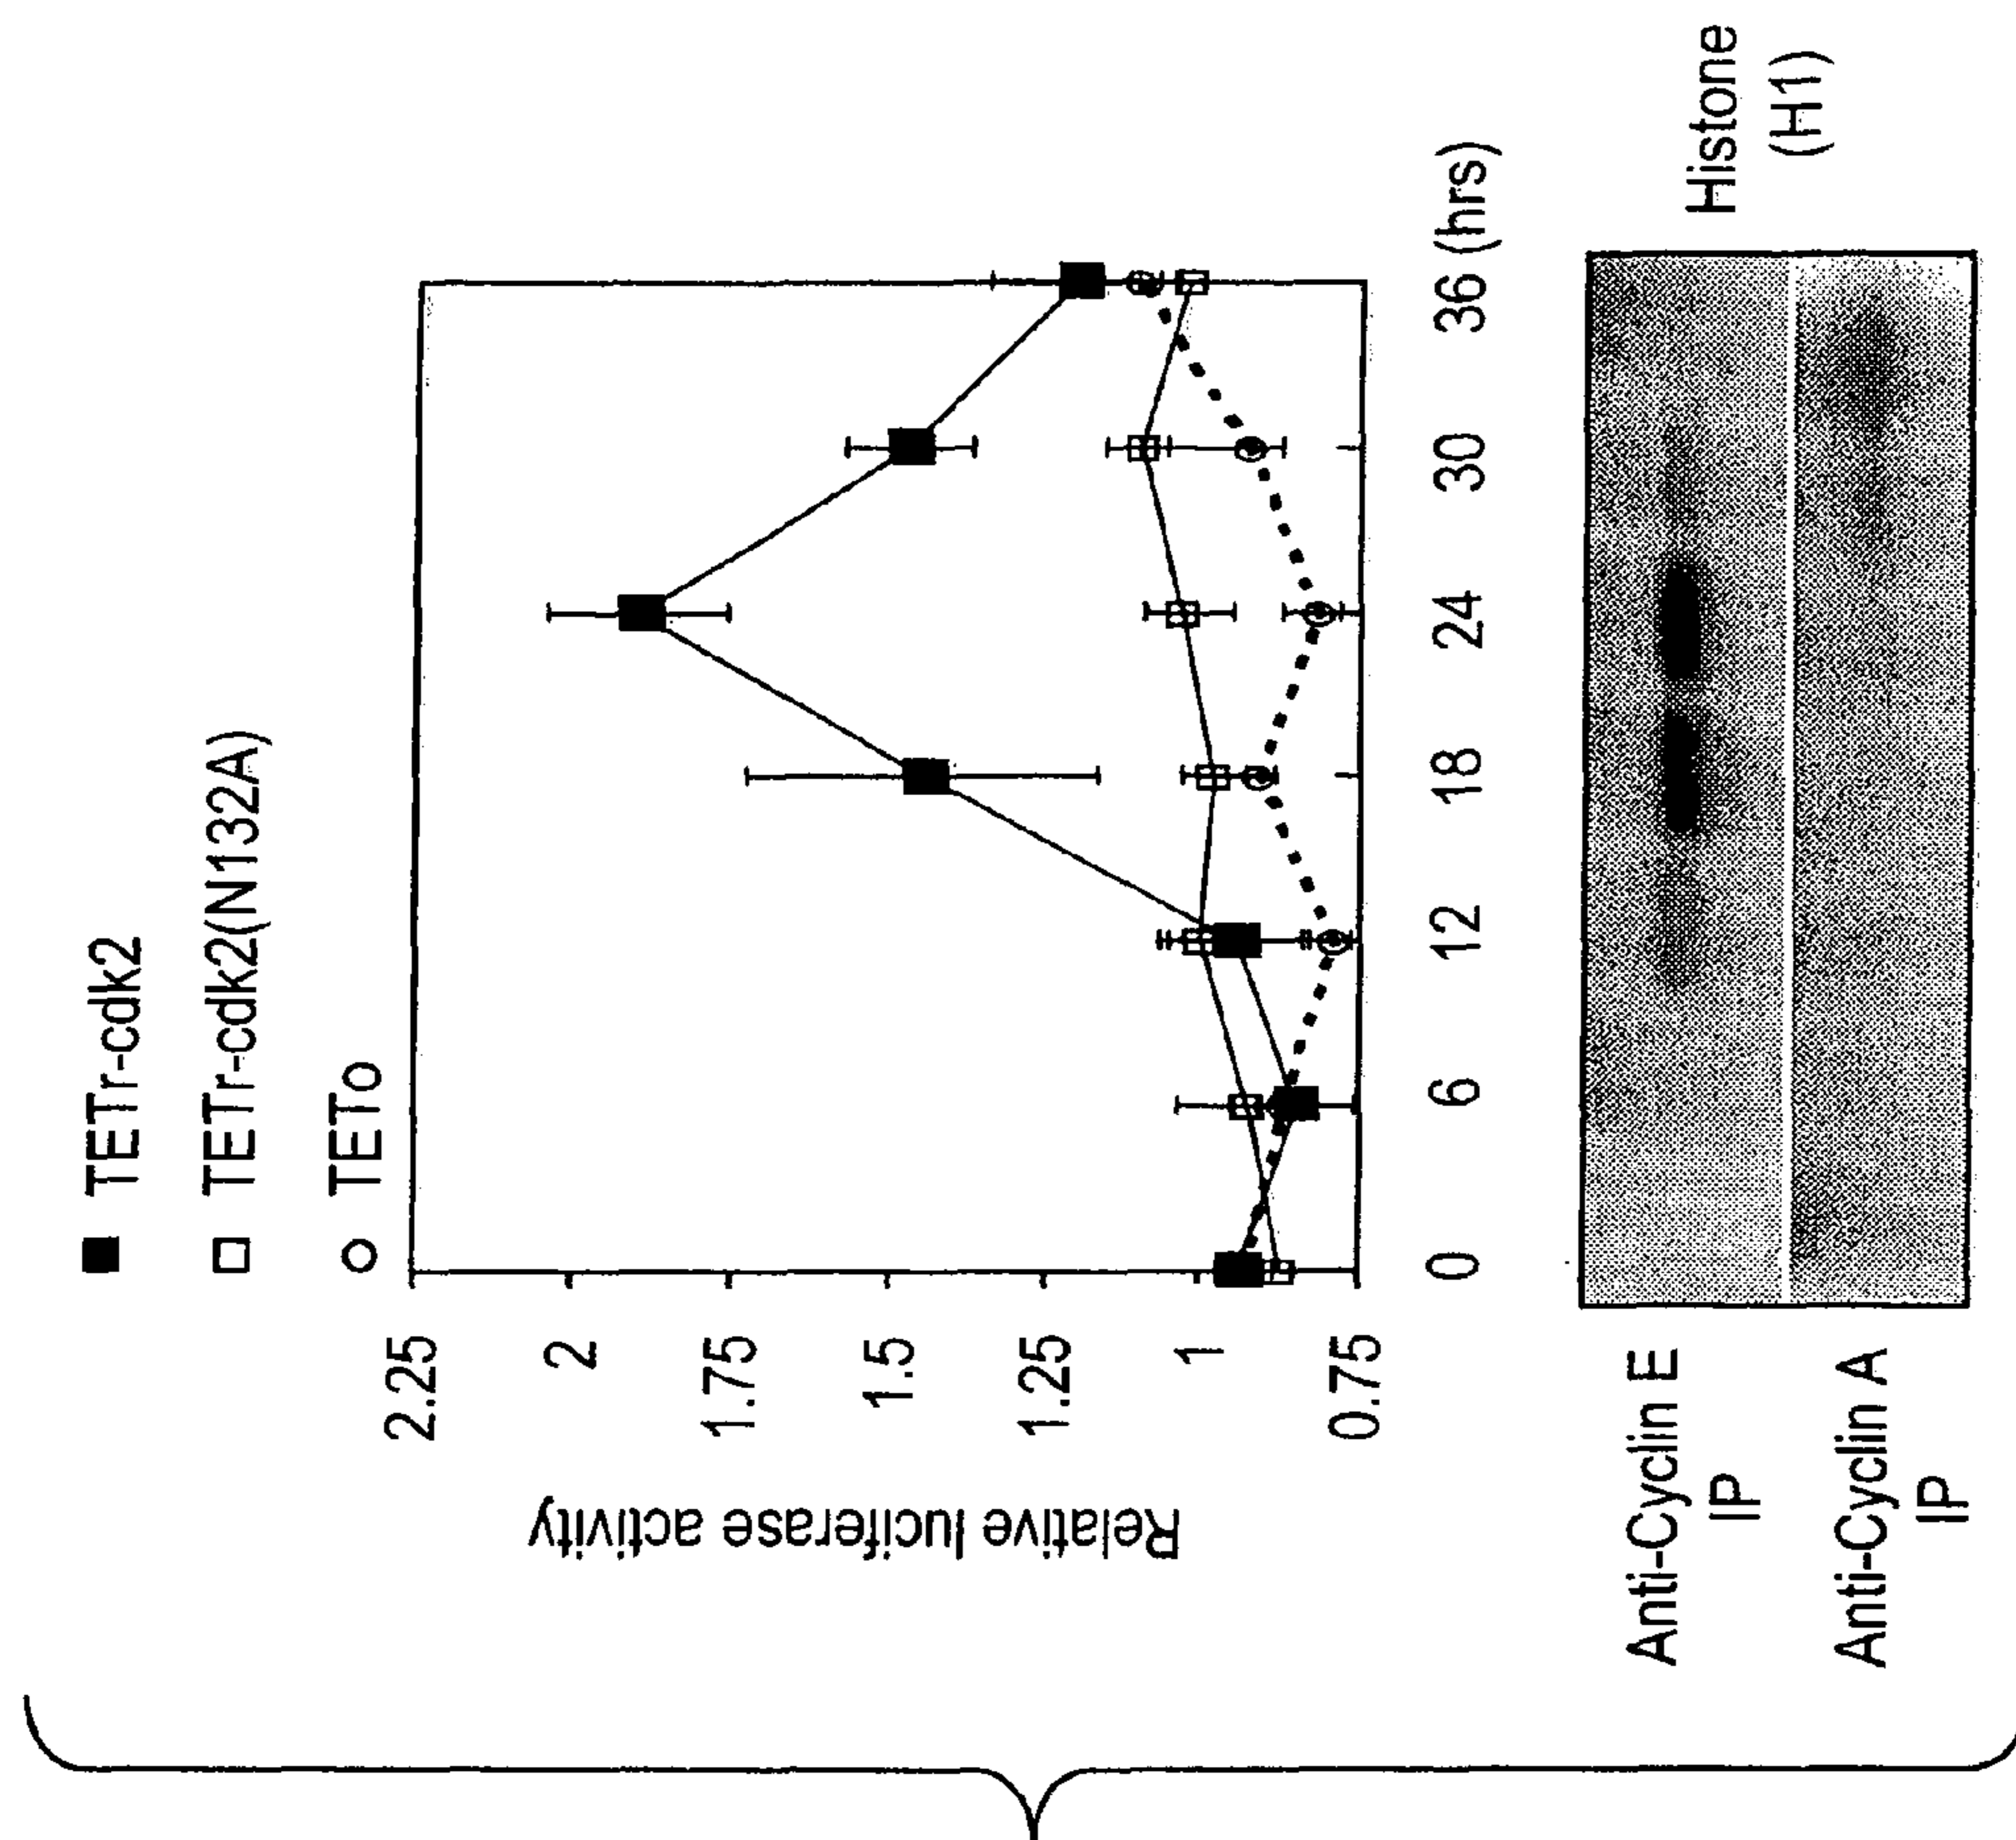 TETr-cdk2
TETr-cdk2(N132A)
TETo
Relative luciferase activity
2.25
2
1.75
1.5
1.25
1
0.75
0 6 12 18 24 30 36 (hrs)
Anti-Cyclin E
IP
Anti-Cyclin A
IP
Histone
(H1)